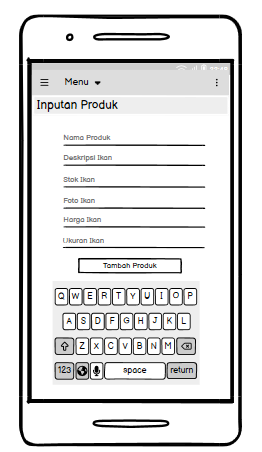 Menu
Inputan Produk
Nama Produk
Deskripsi Ikan
Stok Ikan
Foto Ikan
Harga Ikan
Ukuran Ikan
Tambah Produk
Q W E R T Y U I O P
A S D F G H J K L
Z X C V B N M
123 space return